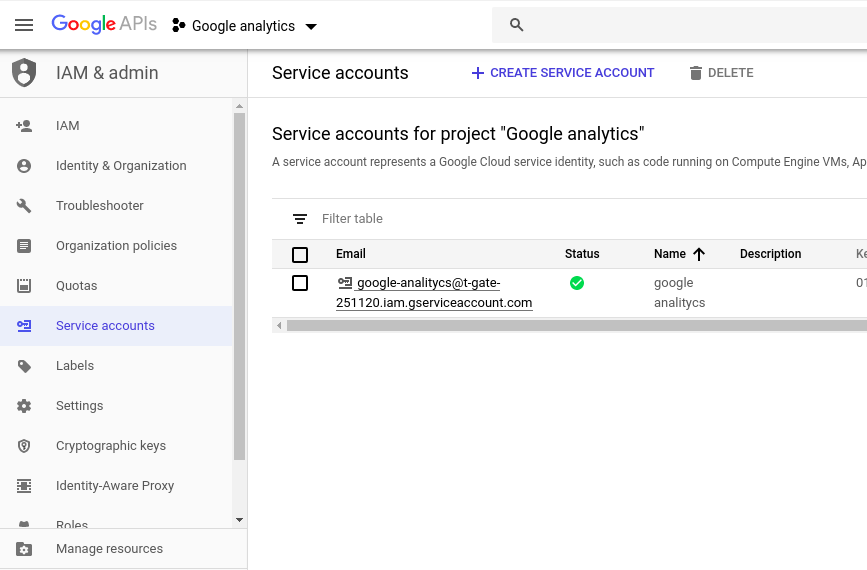 Google APIs
Google analytics
IAM & admin
Service accounts
CREATE SERVICE ACCOUNT
DELETE
IAM
Identity & Organization
Troubleshooter
Organization policies
Quotas
Service accounts
Labels
Settings
Cryptographic keys
Identity-Aware Proxy
Roles
Manage resources
Service accounts for project "Google analytics"
A service account represents a Google Cloud service identity, such as code running on Compute Engine VMs, Ap
Filter table
Email Status Name Description Ke
google-analitycs@t-gate- google 01
251120.iam.gserviceaccount.com analitycs